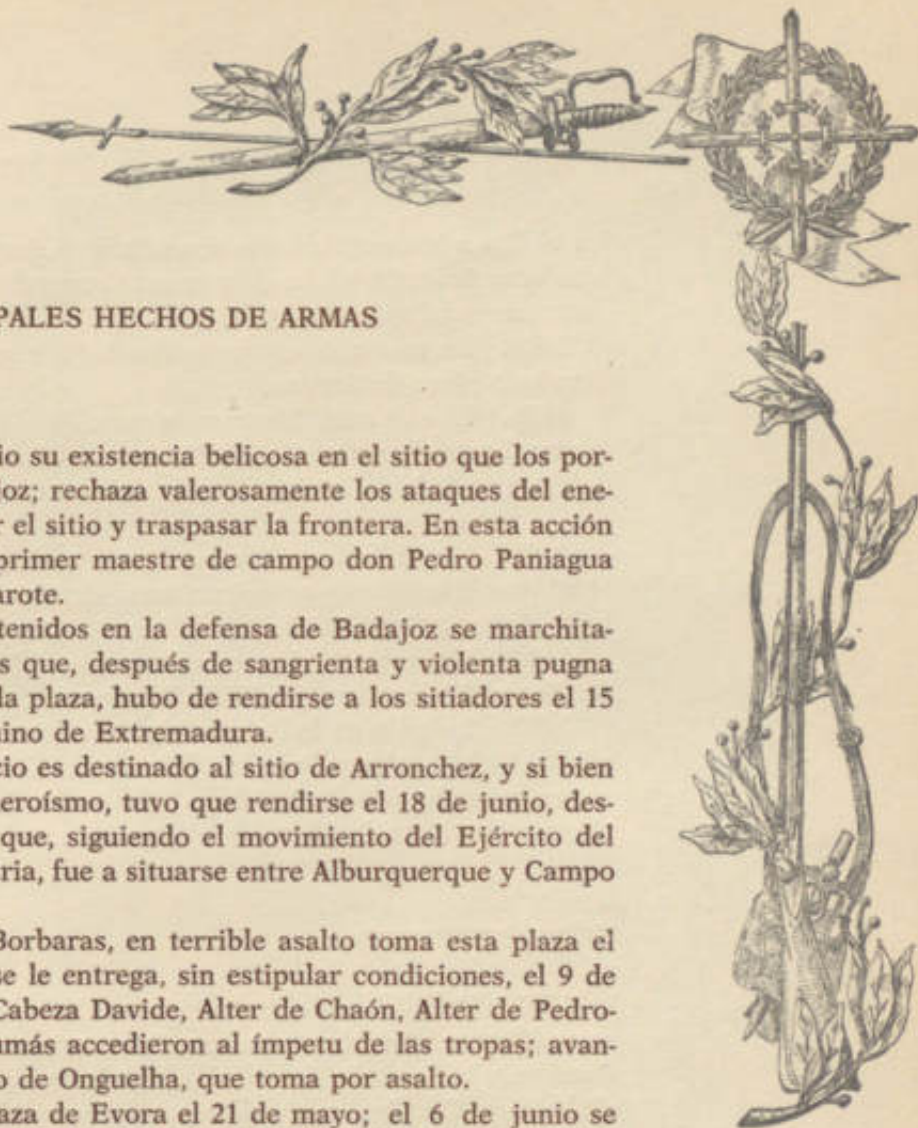 PALES HECHOS DE ARMAS
io su existencia belicosa en el sitio que los por-
joz; rechaza valerosamente los ataques del ene-
r el sitio y traspasar la frontera. En esta acción
primer maestre de campo don Pedro Paniagua
arote.
tenidos en la defensa de Badajoz se marchita-
s que, después de sangrienta y violenta pugna
la plaza, hubo de rendirse a los sitiadores el 15
nino de Extremadura.
cio es destinado al sitio de Arronchez, y si bien
eroísmo, tuvo que rendirse el 18 de junio, des-
que, siguiendo el movimiento del Ejército del
ria, fue a situarse entre Alburquerque y Campo
Borbaras, en terrible asalto toma esta plaza el
se le entrega, sin estipular condiciones, el 9 de
Cabeza Davide, Alter de Chaón, Alter de Pedro-
umás accedieron al ímpetu de las tropas; avan-
o de Onguelha, que toma por asalto.
aza de Evora el 21 de mayo; el 6 de junio se